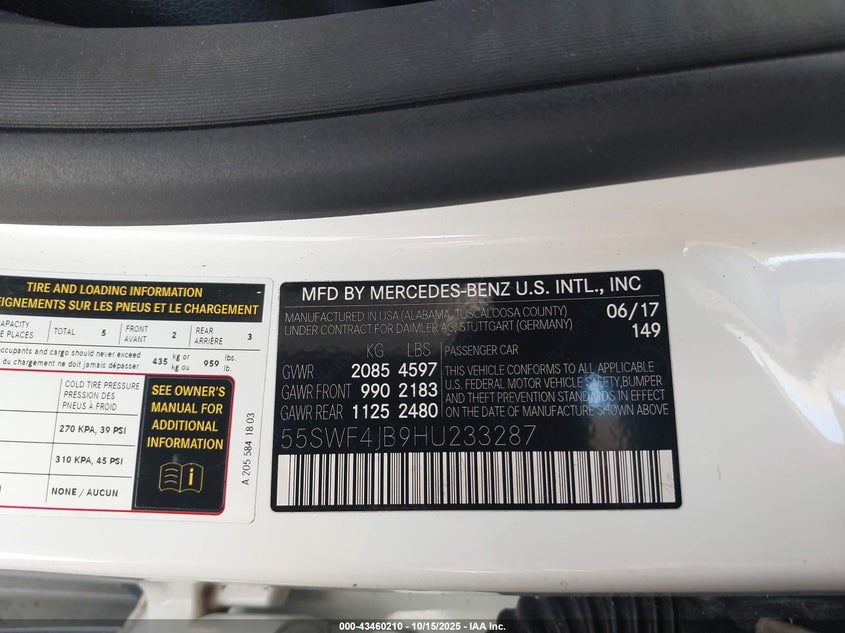 TIRE AND LOADING INFORMATION
EIGNEMENTS SUR LES PNEUS ET LE CHARGEMENT
CAPACITY TOTAL 5 FRONT 2 REAR 3
DE PLACES AVANT ARRIÈRE
occupants and cargo should never exceed 435 kg or 959 lbs.
du chargement ne doit jamais dépasser kg ou lb.
COLD TIRE PRESSURE
PRESSION DES
PNEUS À FROID
270 KPA, 39 PSI
310 KPA, 45 PSI
NONE / AUCUN
SEE OWNER'S
MANUAL FOR
ADDITIONAL
INFORMATION
A 205 584 18 03
MFD BY MERCEDES-BENZ U.S. INTL., INC
MANUFACTURED IN USA (ALABAMA, TUSCALOOSA COUNTY) 06/17
UNDER CONTRACT FOR DAIMLER AG, STUTTGART (GERMANY) 149
KG LBS PASSENGER CAR
GVWR 2085 4597
GAWR FRONT 990 2183
GAWR REAR 1125 2480
THIS VEHICLE CONFORMS TO ALL APPLICABLE
U.S. FEDERAL MOTOR VEHICLE SAFETY, BUMPER
AND THEFT PREVENTION STANDARDS IN EFFECT
ON THE DATE OF MANUFACTURE SHOWN ABOVE
55SWF4JB9HU233287
000-43460210 - 10/15/2025 - IAA Inc.